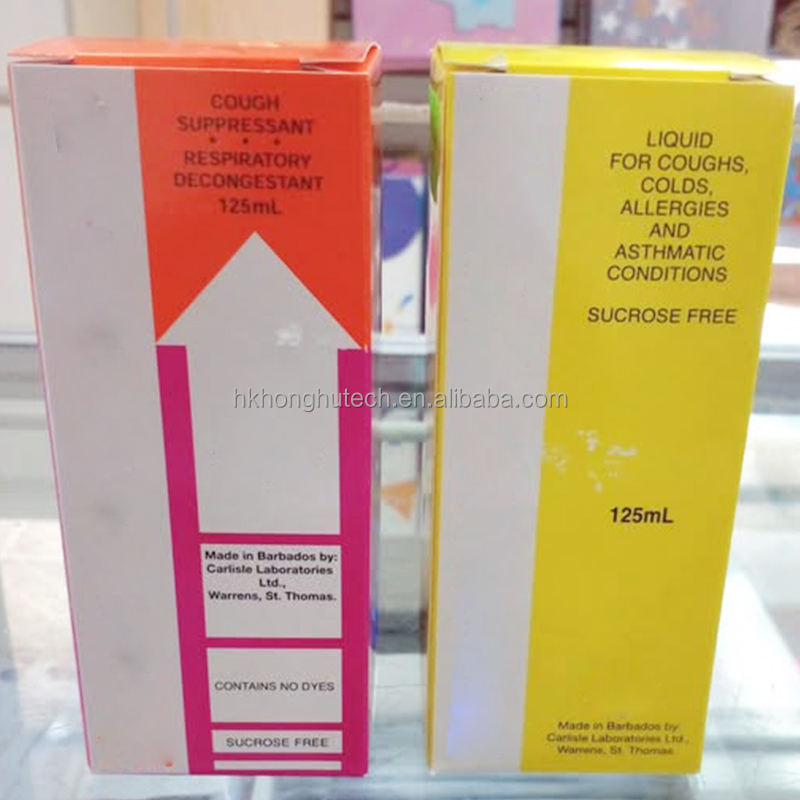 COUGH
SUPPRESSANT
• • •
RESPIRATORY
DECONGESTANT
125mL
Made in Barbados by:
Carlisle Laboratories
Ltd.,
Warrens, St. Thomas.
CONTAINS NO DYES
SUCROSE FREE
LIQUID
FOR COUGHS,
COLDS,
ALLERGIES
AND
ASTHMATIC
CONDITIONS
SUCROSE FREE
125mL
Made in Barbados by:
Carlisle Laboratories Ltd.,
Warrens, St. Thomas
hkhonghutech.en.alibaba.com